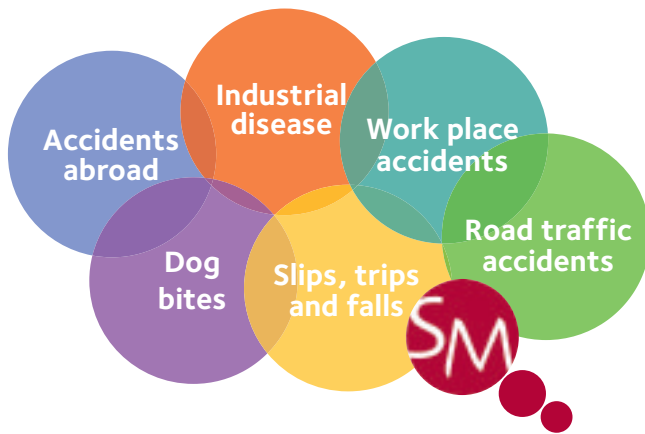 Accidents
abroad
Industrial
disease
Work place
accidents
Road traffic
accidents
Dog
bites
Slips, trips
and falls
SM